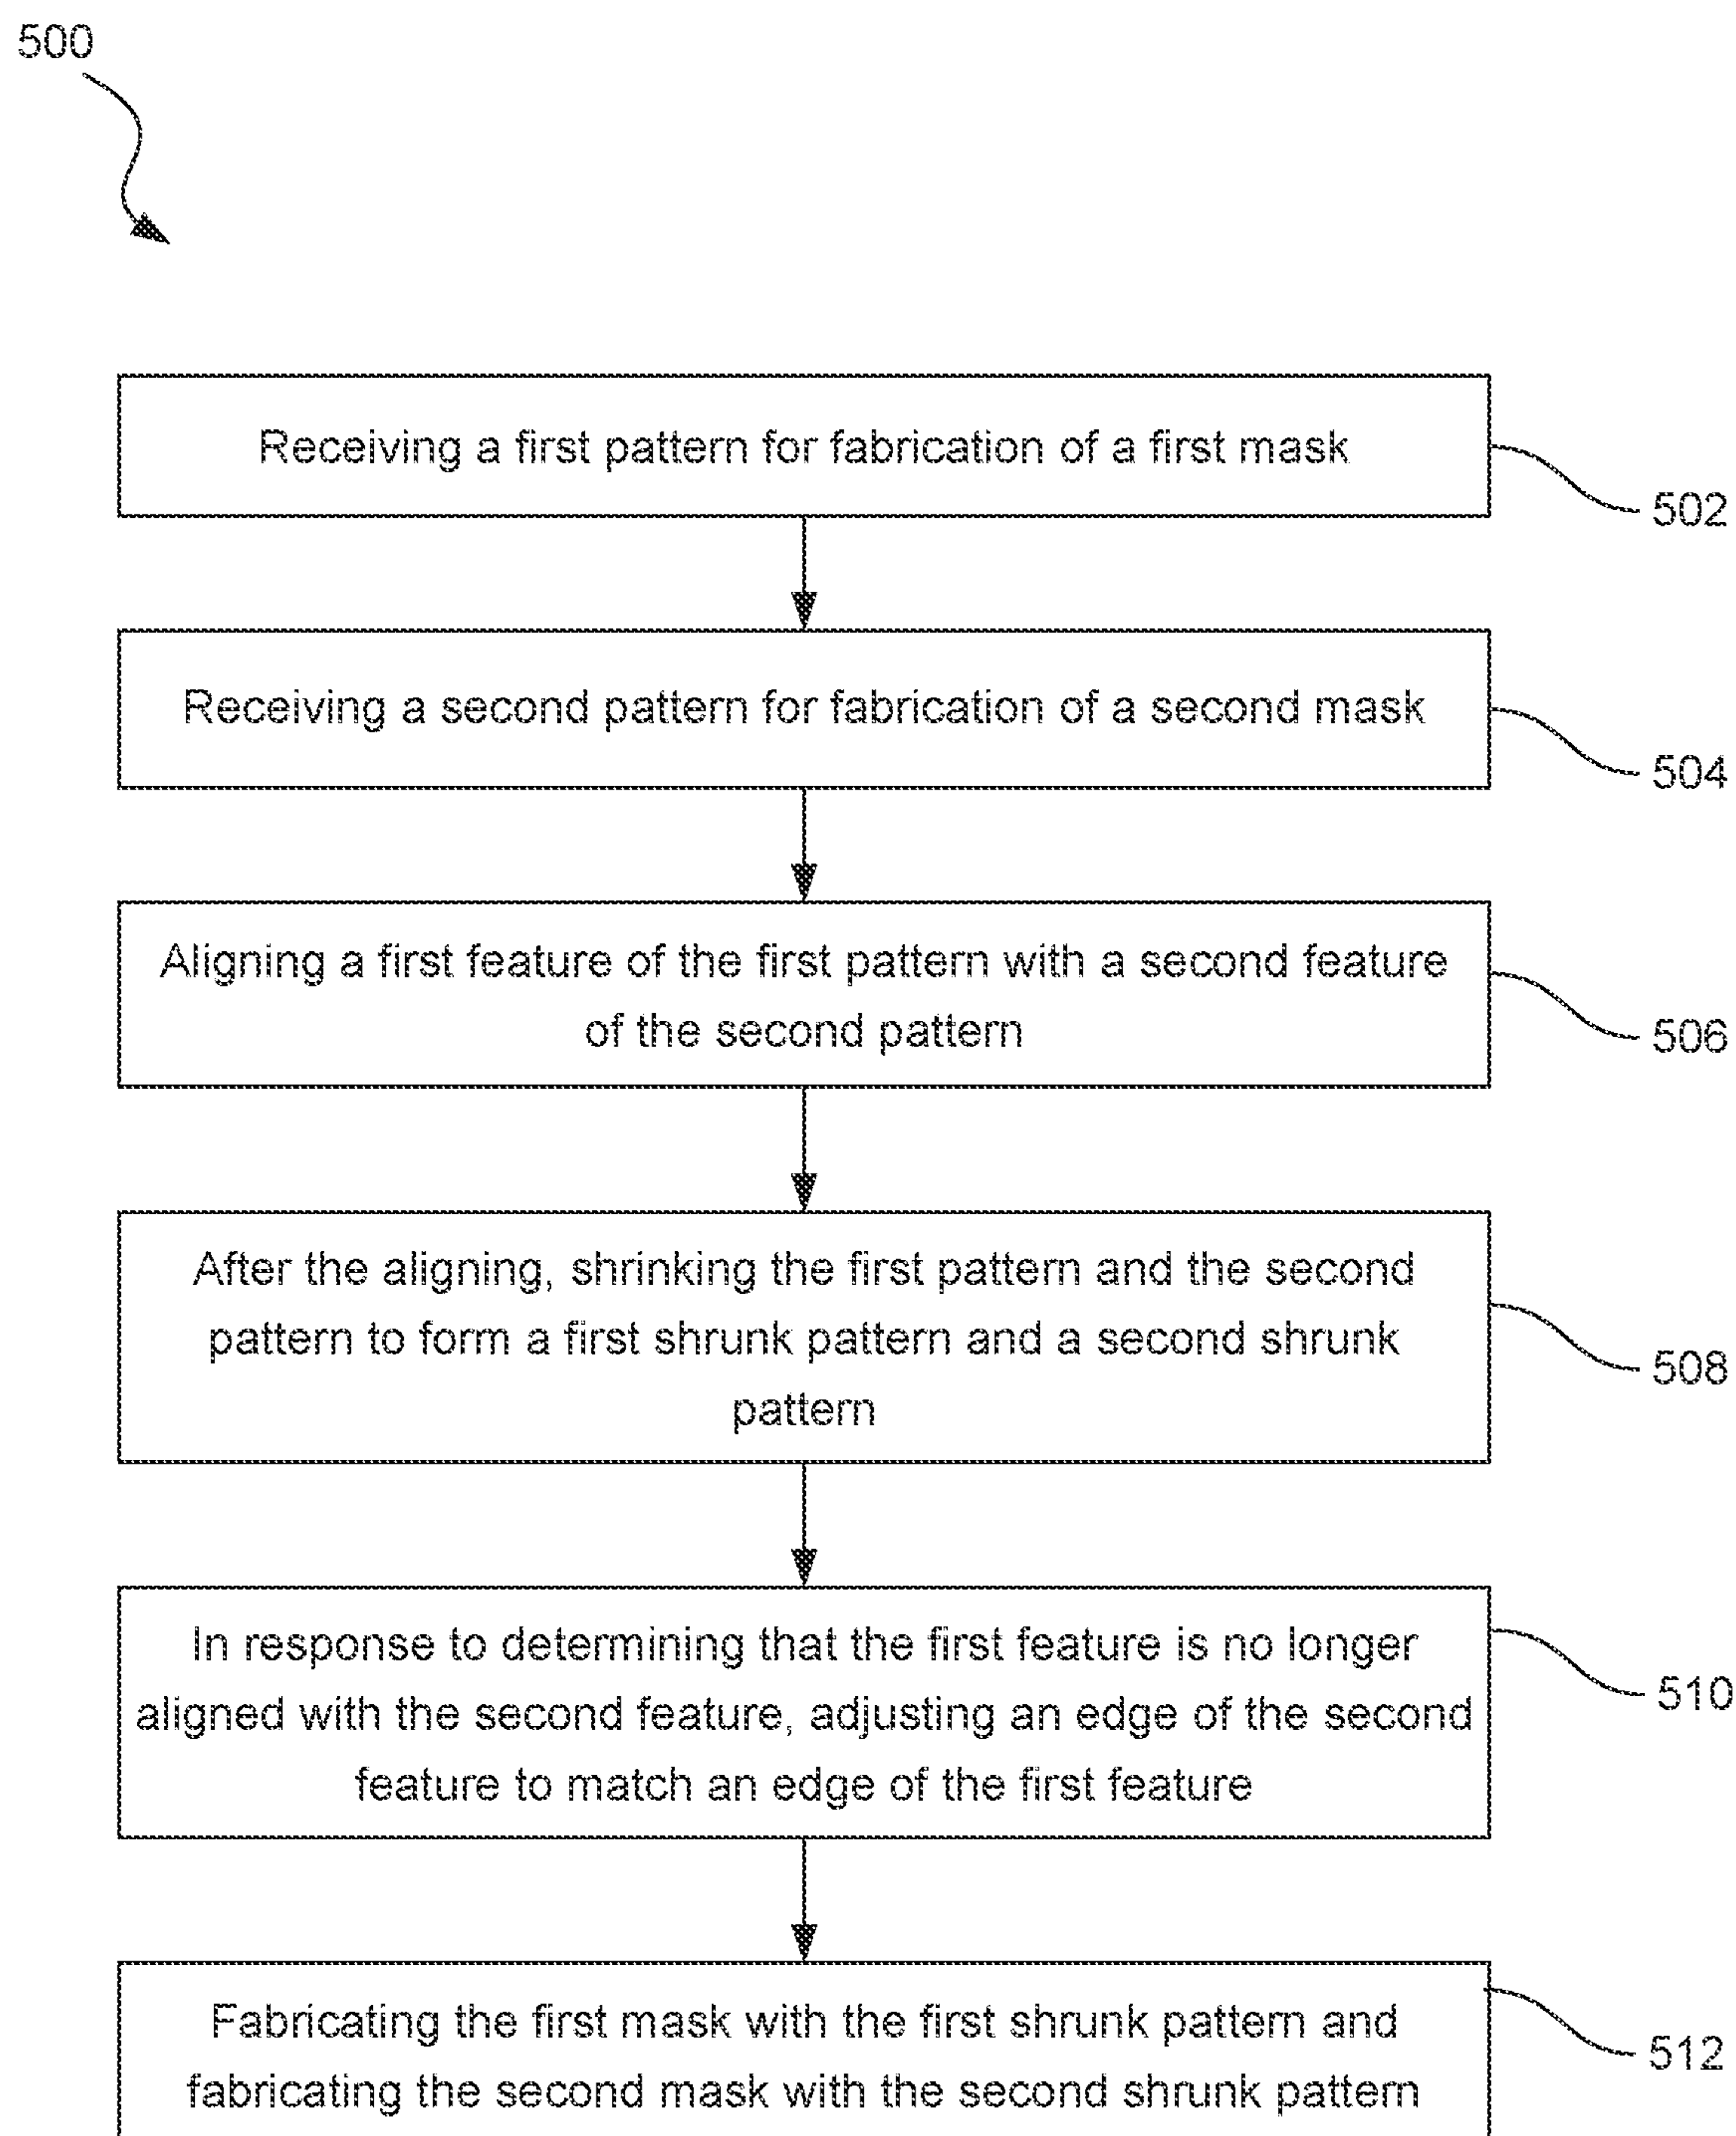 500
Receiving a first pattern for fabrication of a first mask
502
Receiving a second pattern for fabrication of a second mask
504
Aligning a first feature of the first pattern with a second feature
of the second pattern
506
After the aligning, shrinking the first pattern and the second
pattern to form a first shrunk pattern and a second shrunk
pattern
508
In response to determining that the first feature is no longer
aligned with the second feature, adjusting an edge of the second
feature to match an edge of the first feature
510
Fabricating the first mask with the first shrunk pattern and
fabricating the second mask with the second shrunk pattern
512